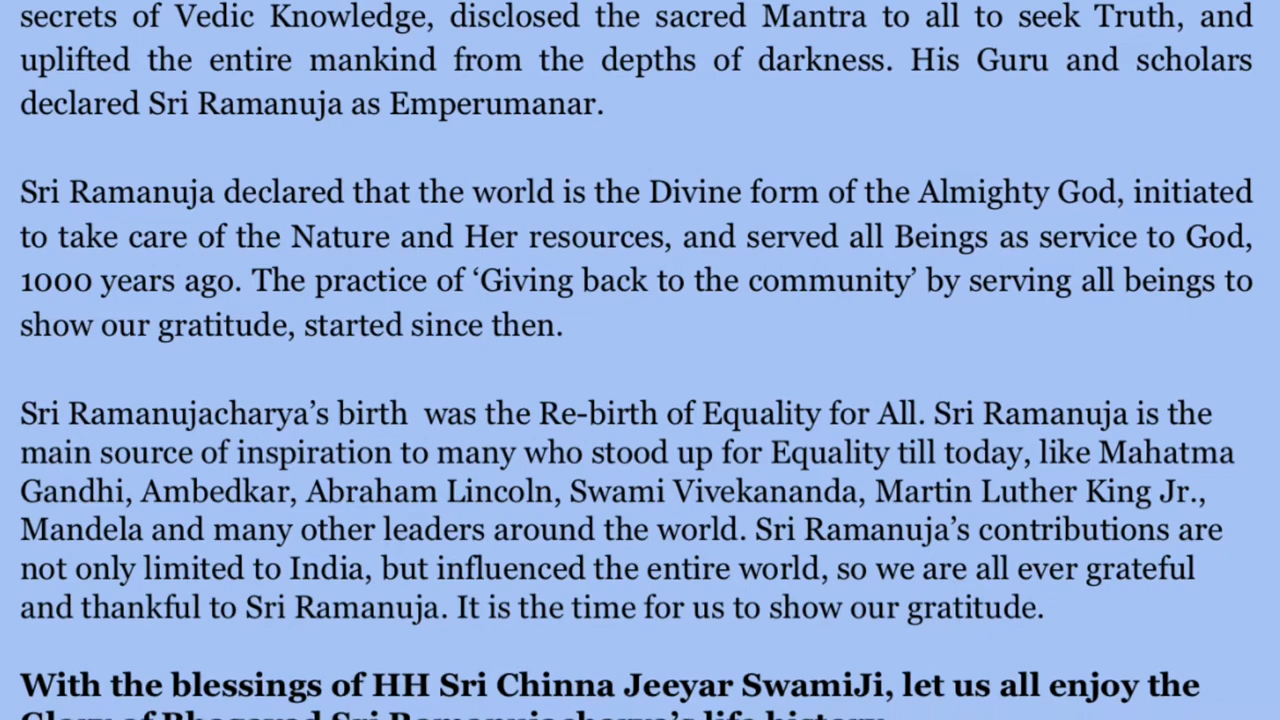 secrets of Vedic Knowledge, disclosed the sacred Mantra to all to seek Truth, and
uplifted the entire mankind from the depths of darkness. His Guru and scholars
declared Sri Ramanuja as Emperumanar.
Sri Ramanuja declared that the world is the Divine form of the Almighty God, initiated
to take care of the Nature and Her resources, and served all Beings as service to God,
1000 years ago. The practice of ‘Giving back to the community’ by serving all beings to
show our gratitude, started since then.
Sri Ramanujacharya’s birth was the Re-birth of Equality for All. Sri Ramanuja is the
main source of inspiration to many who stood up for Equality till today, like Mahatma
Gandhi, Ambedkar, Abraham Lincoln, Swami Vivekananda, Martin Luther King Jr.,
Mandela and many other leaders around the world. Sri Ramanuja’s contributions are
not only limited to India, but influenced the entire world, so we are all ever grateful
and thankful to Sri Ramanuja. It is the time for us to show our gratitude.
With the blessings of HH Sri Chinna Jeeyar SwamiJi, let us all enjoy the
Glory of Bhagavad Sri Ramanujacharya’s life history